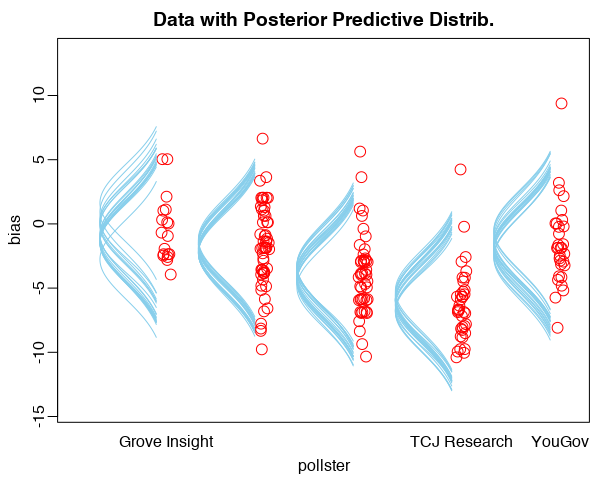 Data with Posterior Predictive Distrib.
bias
10
5
0
-5
-10
-15
Grove Insight TCJ Research YouGov
pollster